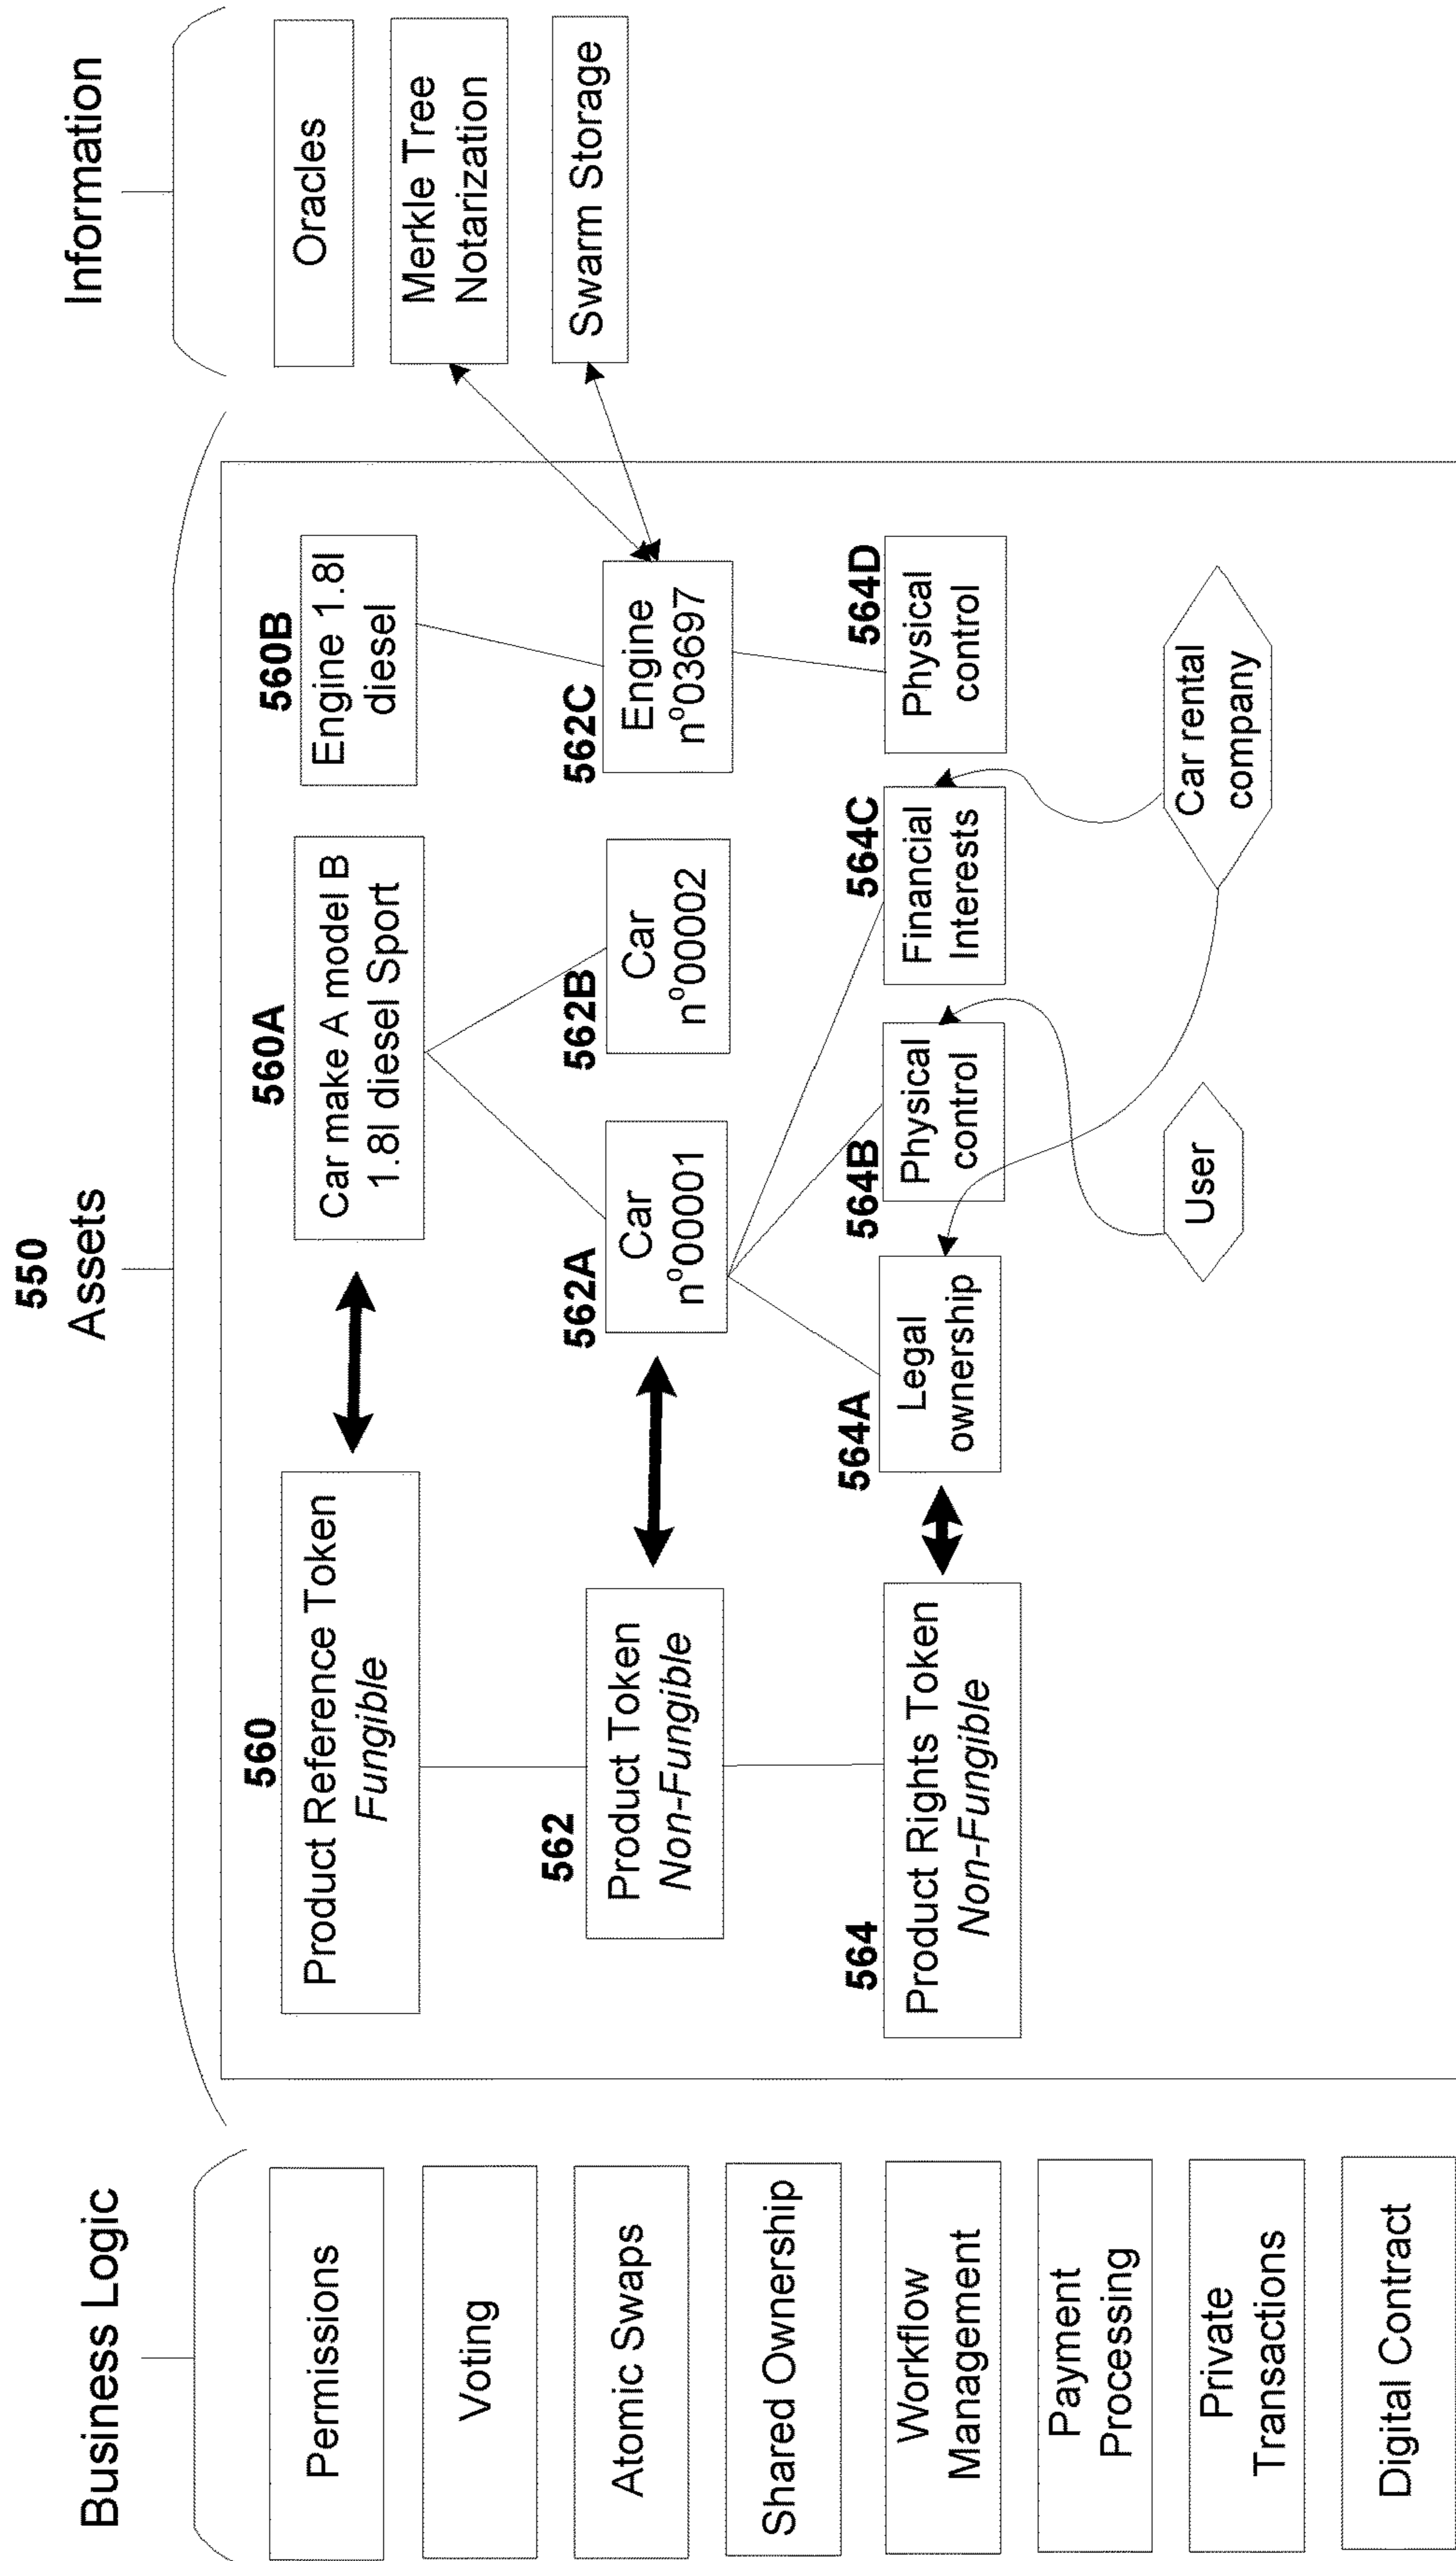 Business Logic
Permissions
Voting
Atomic Swaps
Shared Ownership
Workflow
Management
Payment
Processing
Private
Transactions
Digital Contract
550
Assets
560
Product Reference Token
Fungible
562
Product Token
Non-Fungible
564
Product Rights Token
Non-Fungible
560A
Car make A model B
1.8l diesel Sport
560B
Engine 1.8l
diesel
562A
Car
nº00001
562B
Car
nº00002
562C
Engine
nº03697
564A
Legal
ownership
564B
Physical
control
564C
Financial
Interests
564D
Physical
control
User
Car rental
company
Information
Oracles
Merkle Tree
Notarization
Swarm Storage